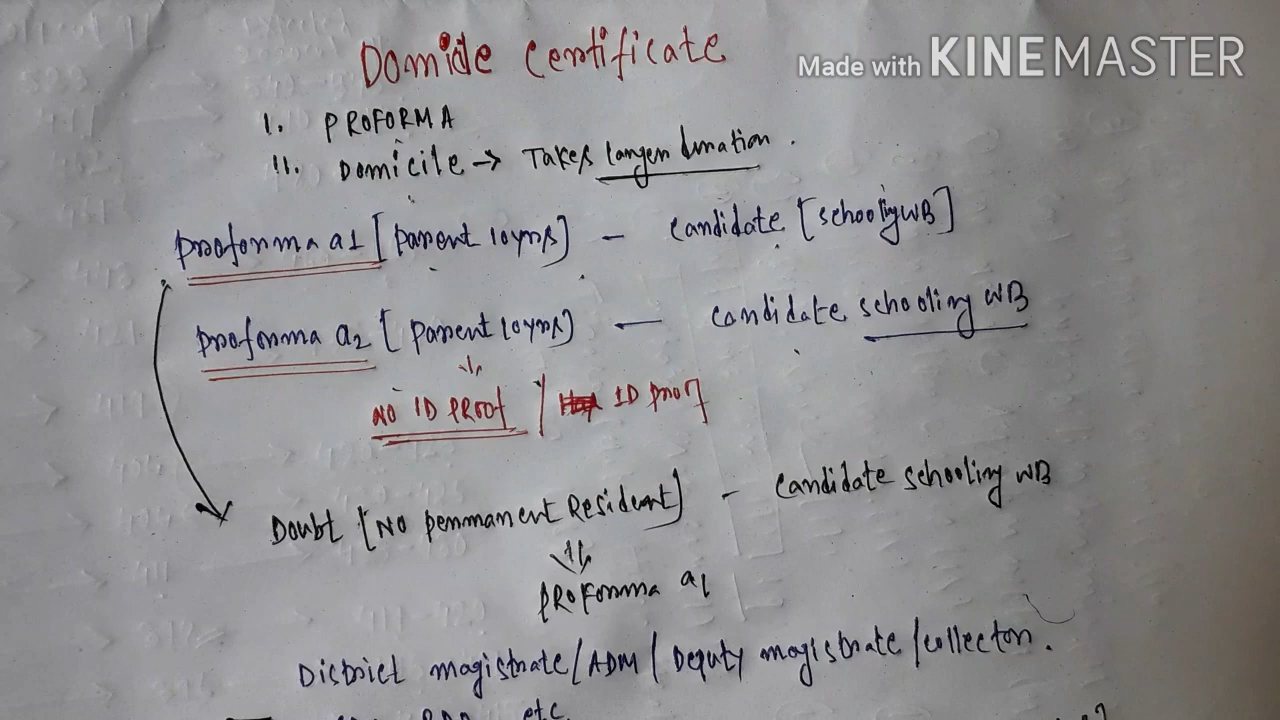 Domicile Certificate
Made with KINEMASTER
I. PROFORMA
II. DOMICILE → Takes larger duration.
proforma a1 [parent 10yrs] - candidate [schooling WB]
proforma a2 [parent 10yrs] — candidate schooling WB
NO ID PROOF / ID proof
Doubt [NO permanent Resident] - candidate schooling WB
PROForma a1
District magistrate/ADM/Deputy magistrate/collector.
etc.